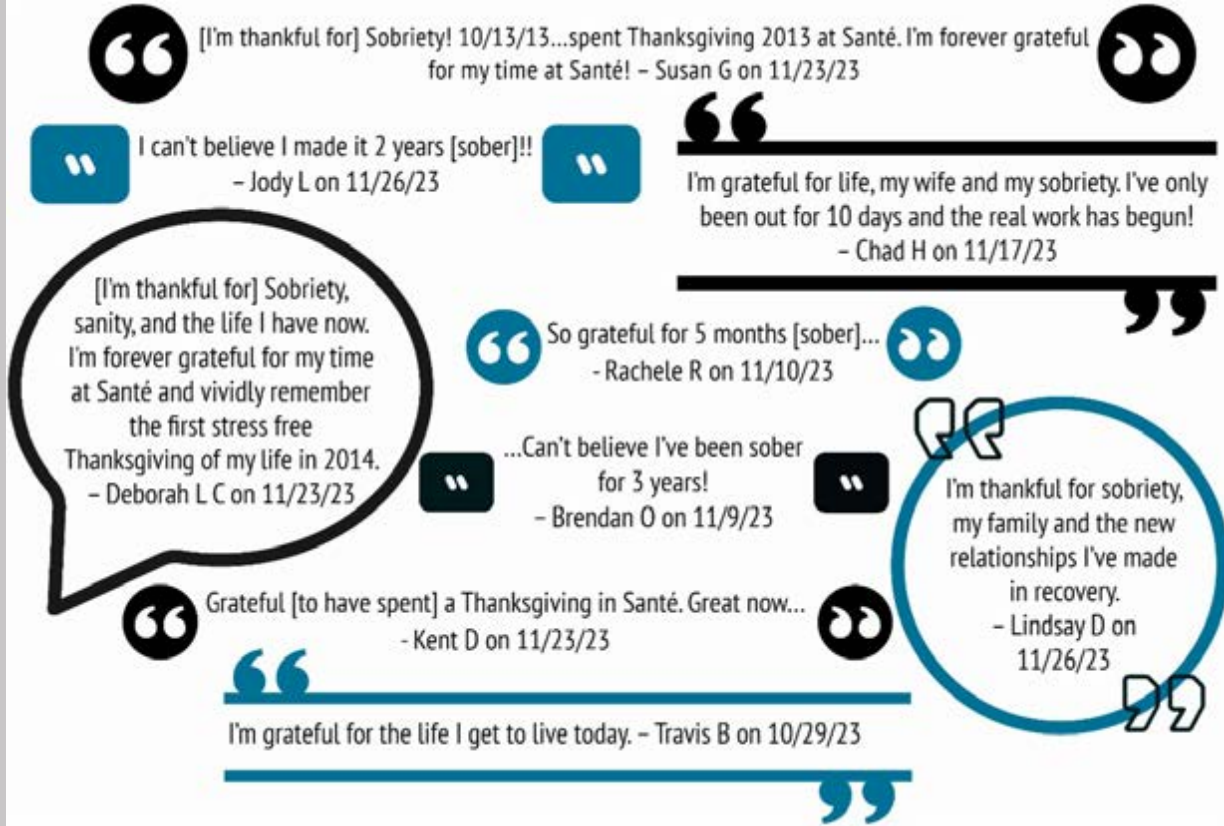 [I'm thankful for] Sobriety! 10/13/13...spent Thanksgiving 2013 at Santé. I'm forever grateful
for my time at Santé! – Susan G on 11/23/23
I can't believe I made it 2 years [sober]!!
– Jody L on 11/26/23
I'm grateful for life, my wife and my sobriety. I've only
been out for 10 days and the real work has begun!
– Chad H on 11/17/23
[I'm thankful for] Sobriety,
sanity, and the life I have now.
I'm forever grateful for my time
at Santé and vividly remember
the first stress free
Thanksgiving of my life in 2014.
– Deborah L C on 11/23/23
So grateful for 5 months [sober]...
- Rachele R on 11/10/23
...Can't believe I've been sober
for 3 years!
– Brendan O on 11/9/23
I'm thankful for sobriety,
my family and the new
relationships I've made
in recovery.
– Lindsay D on
11/26/23
Grateful [to have spent] a Thanksgiving in Santé. Great now...
- Kent D on 11/23/23
I'm grateful for the life I get to live today. – Travis B on 10/29/23